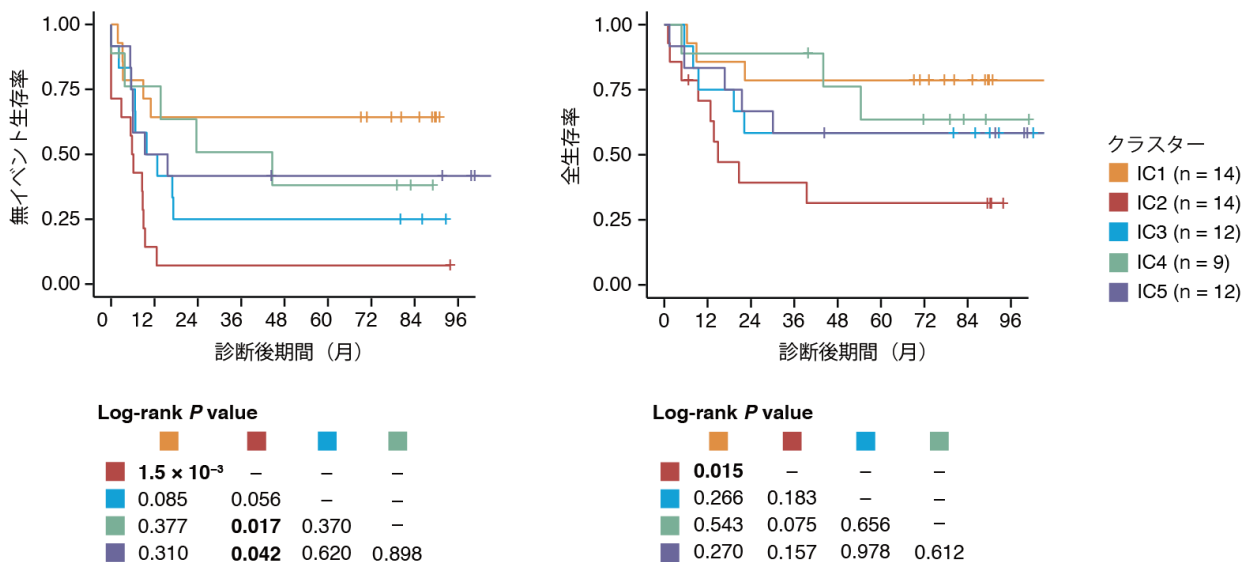 無イベント生存率
1.00
0.75
0.50
0.25
0.00
0 12 24 36 48 60 72 84 96
診断後期間（月）
全生存率
1.00
0.75
0.50
0.25
0.00
0 12 24 36 48 60 72 84 96
診断後期間（月）
クラスター
IC1 (n = 14)
IC2 (n = 14)
IC3 (n = 12)
IC4 (n = 9)
IC5 (n = 12)
Log-rank P value
1.5 × 10⁻³ – – –
0.085 0.056 – –
0.377 0.017 0.370 –
0.310 0.042 0.620 0.898
Log-rank P value
0.015 – – –
0.266 0.183 – –
0.543 0.075 0.656 –
0.270 0.157 0.978 0.612